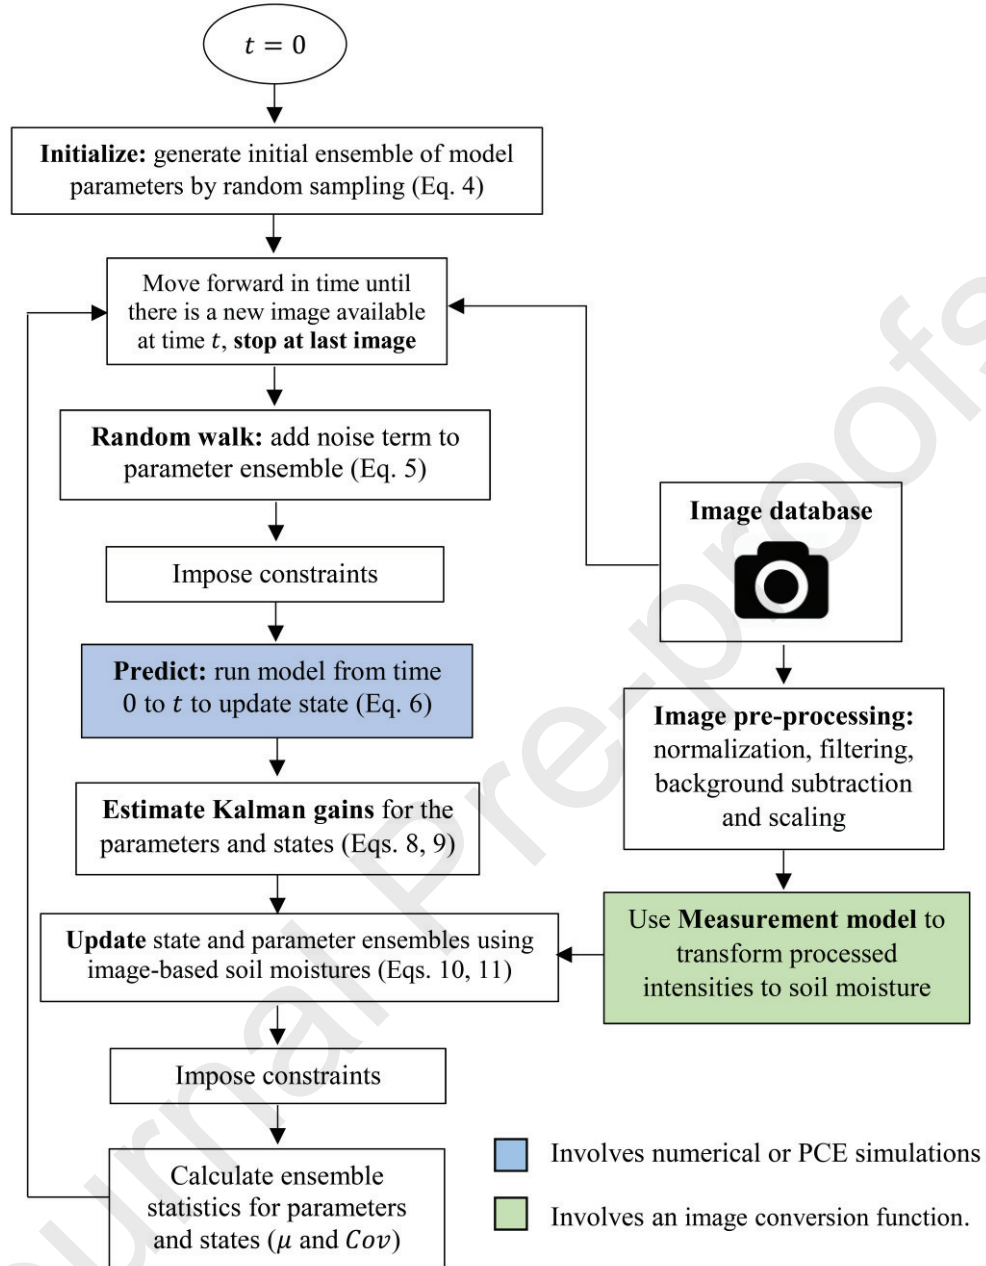 t = 0
Initialize: generate initial ensemble of model
parameters by random sampling (Eq. 4)
Move forward in time until
there is a new image available
at time t, stop at last image
Random walk: add noise term to
parameter ensemble (Eq. 5)
Impose constraints
Predict: run model from time
0 to t to update state (Eq. 6)
Estimate Kalman gains for the
parameters and states (Eqs. 8, 9)
Update state and parameter ensembles using
image-based soil moistures (Eqs. 10, 11)
Impose constraints
Calculate ensemble
statistics for parameters
and states (μ and Cov)
Image database
Image pre-processing:
normalization, filtering,
background subtraction
and scaling
Use Measurement model to
transform processed
intensities to soil moisture
Involves numerical or PCE simulations
Involves an image conversion function.
urnal Pre-proofs